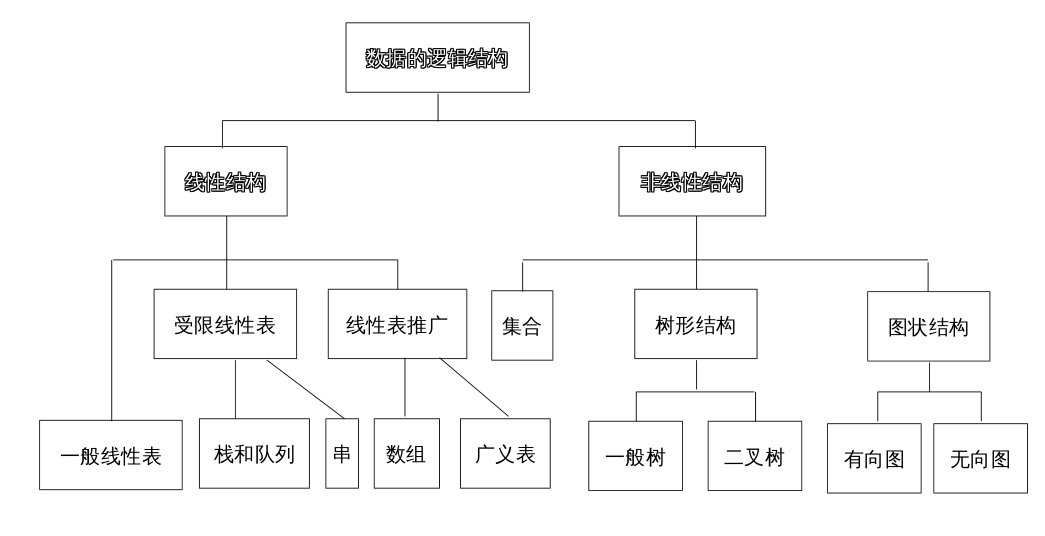 数据的逻辑结构
线性结构
非线性结构
受限线性表
线性表推广
集合
树形结构
图状结构
一般线性表
栈和队列
串
数组
广义表
一般树
二叉树
有向图
无向图